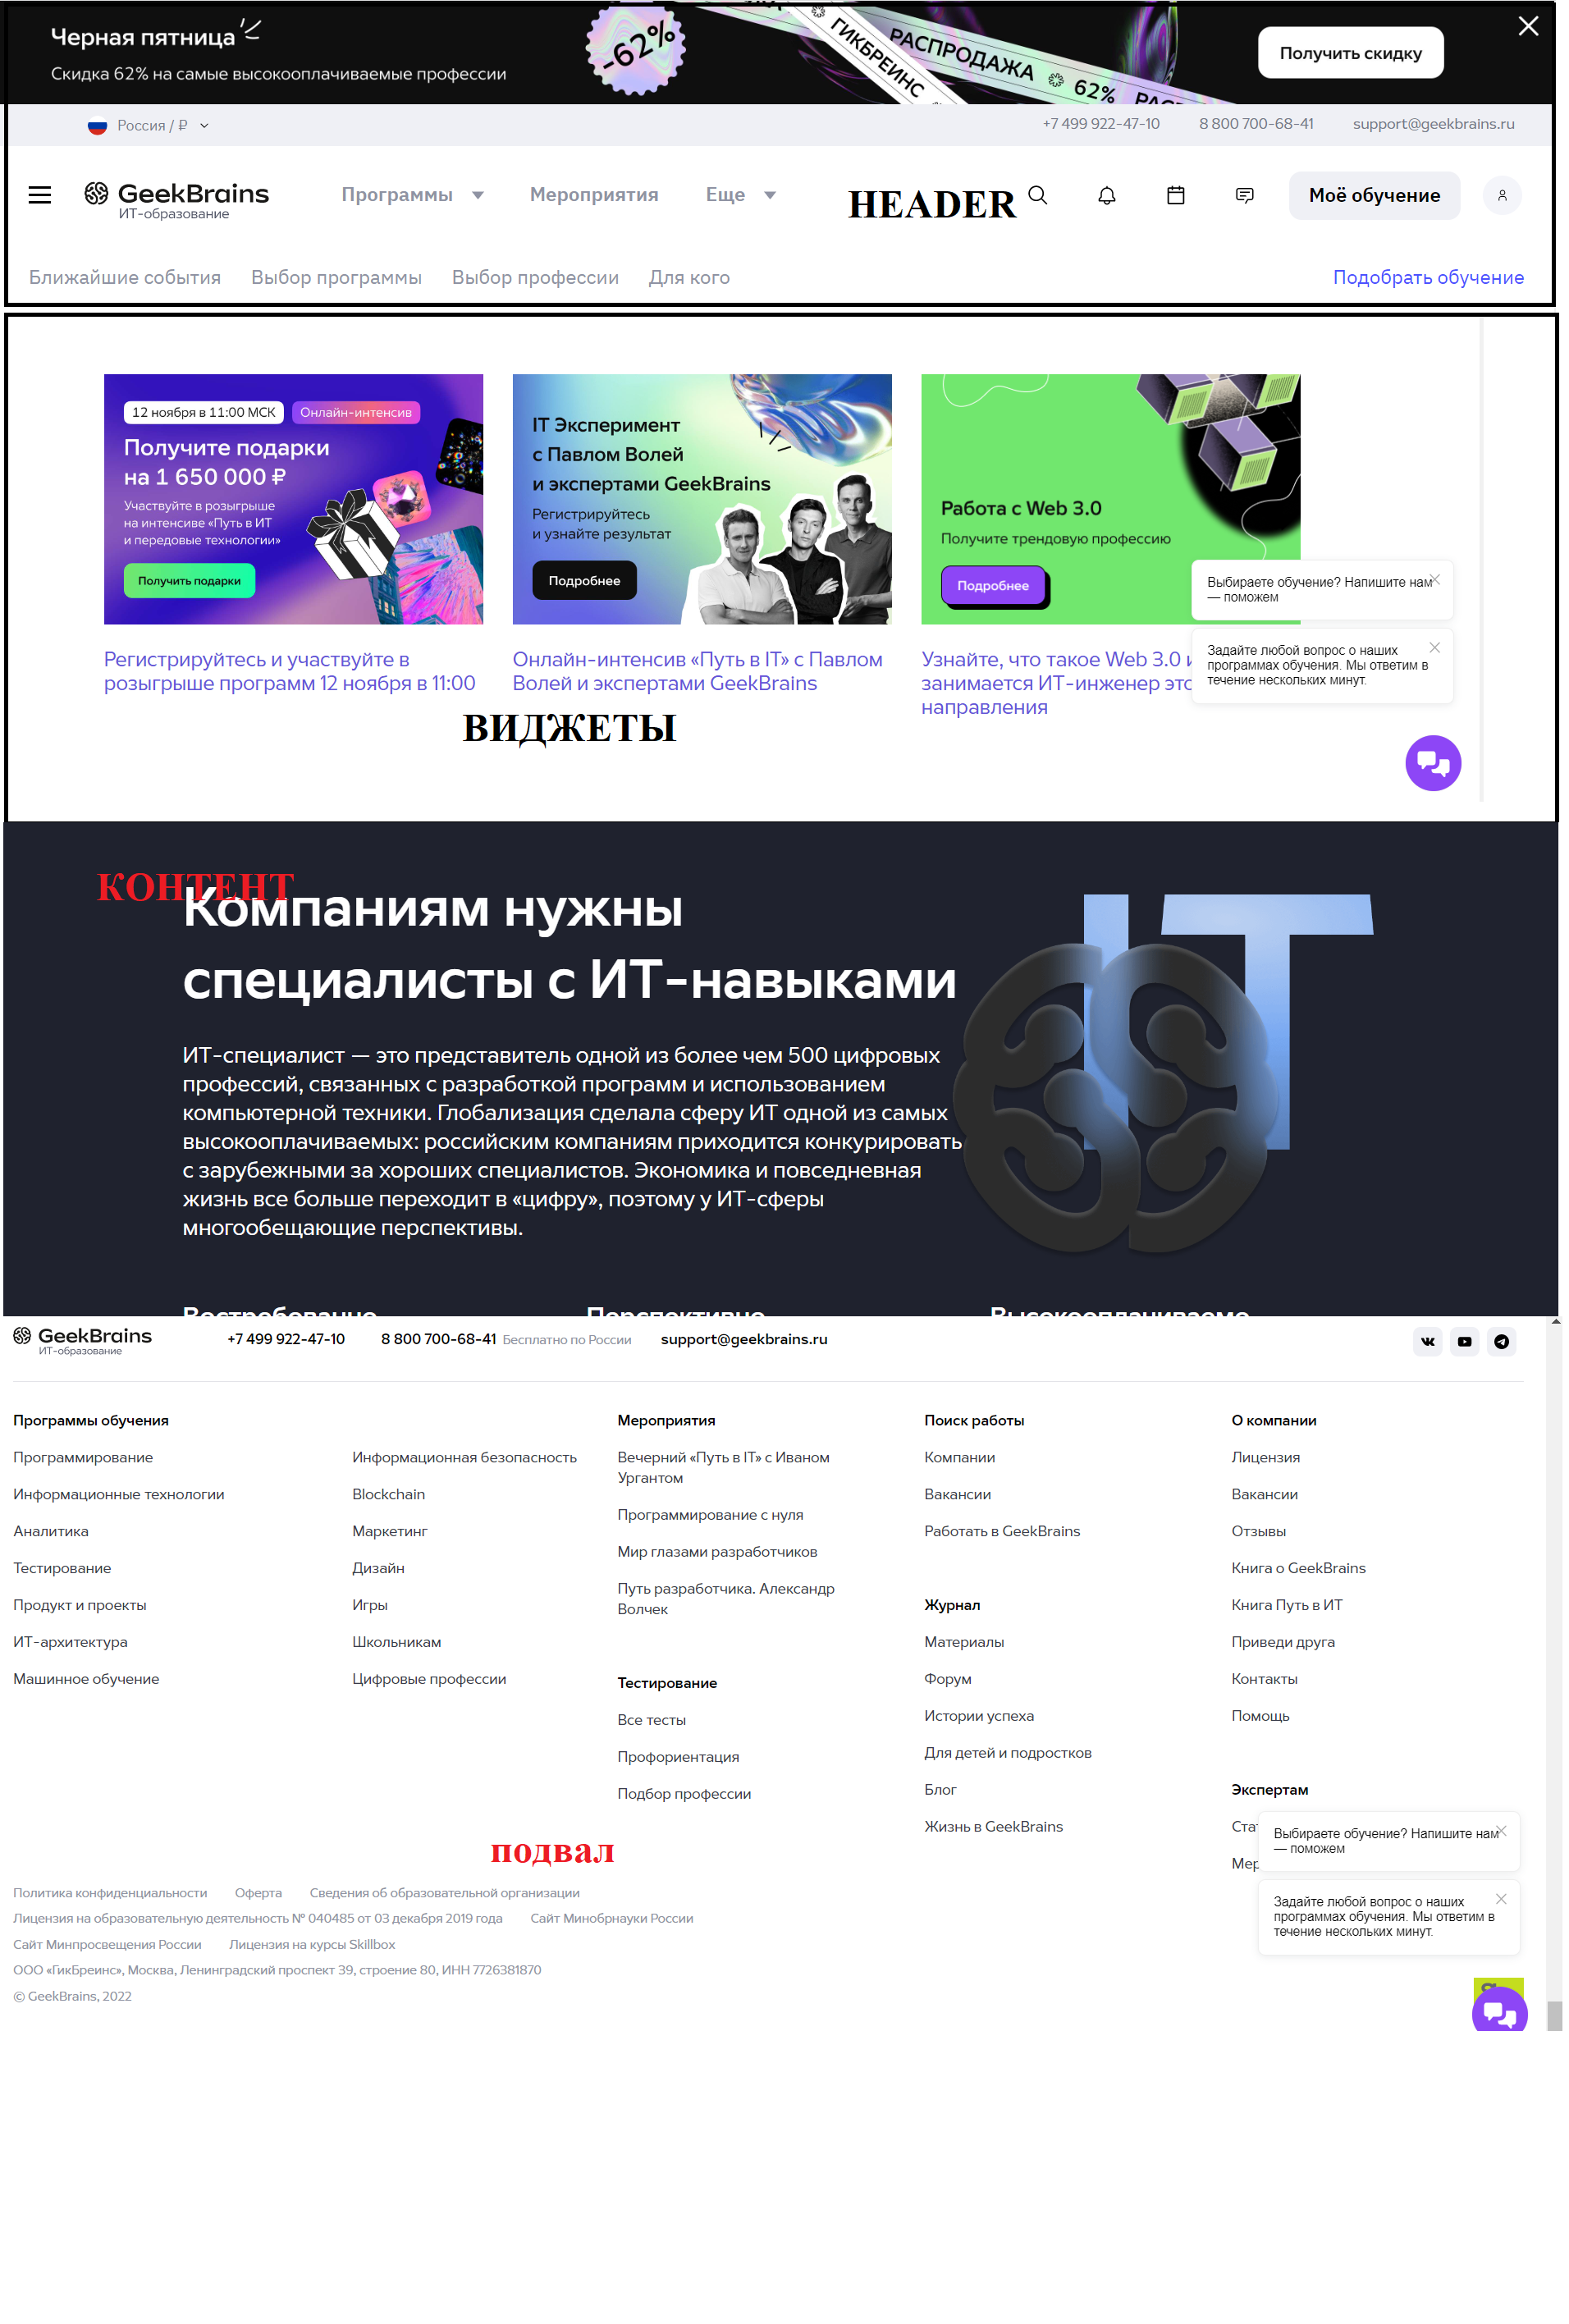 Черная пятница
Скидка 62% на самые высокооплачиваемые профессии
-62%
ГИКБРЕИНС
РАСПРОДАЖА 62%
Получить скидку
Россия / ₽
+7 499 922-47-10 8 800 700-68-41 support@geekbrains.ru
GeekBrains
ИТ-образование
Программы Мероприятия Еще
HEADER
Моё обучение
Ближайшие события Выбор программы Выбор профессии Для кого Подобрать обучение
12 ноября в 11:00 МСК Онлайн-интенсив
Получите подарки
на 1 650 000 ₽
Участвуйте в розыгрыше
на интенсиве «Путь в ИТ
и передовые технологии»
Получить подарки
Регистрируйтесь и участвуйте в
розыгрыше программ 12 ноября в 11:00
IT Эксперимент
с Павлом Волей
и экспертами GeekBrains
Регистрируйтесь
и узнайте результат
Подробнее
Онлайн-интенсив «Путь в IT» с Павлом
Волей и экспертами GeekBrains
Работа с Web 3.0
Получите трендовую профессию
Подробнее
Узнайте, что такое Web 3.0 и
занимается ИТ-инженер
направления
Выбираете обучение? Напишите нам
— поможем
Задайте любой вопрос о наших
программах обучения. Мы ответим в
течение нескольких минут.
ВИДЖЕТЫ
КОНТЕНТ
Компаниям нужны
специалисты с ИТ-навыками
IT
ИТ-специалист — это представитель одной из более чем 500 цифровых
профессий, связанных с разработкой программ и использованием
компьютерной техники. Глобализация сделала сферу ИТ одной из самых
высокооплачиваемых: российским компаниям приходится конкурировать
с зарубежными за хороших специалистов. Экономика и повседневная
жизнь все больше переходит в «цифру», поэтому у ИТ-сферы
многообещающие перспективы.
Востребованно Перспективно Высокооплачиваемо
GeekBrains
ИТ-образование
+7 499 922-47-10 8 800 700-68-41 Бесплатно по России support@geekbrains.ru
Программы обучения
Программирование
Информационные технологии
Аналитика
Тестирование
Продукт и проекты
ИТ-архитектура
Машинное обучение
Информационная безопасность
Blockchain
Маркетинг
Дизайн
Игры
Школьникам
Цифровые профессии
Мероприятия
Вечерний «Путь в IT» с Иваном
Ургантом
Программирование с нуля
Мир глазами разработчиков
Путь разработчика. Александр
Волчек
Тестирование
Все тесты
Профориентация
Подбор профессии
Поиск работы
Компании
Вакансии
Работать в GeekBrains
Журнал
Материалы
Форум
Истории успеха
Для детей и подростков
Блог
Жизнь в GeekBrains
О компании
Лицензия
Вакансии
Отзывы
Книга о GeekBrains
Книга Путь в ИТ
Приведи друга
Контакты
Помощь
Экспертам
Выбираете обучение? Напишите нам
— поможем
Задайте любой вопрос о наших
программах обучения. Мы ответим в
течение нескольких минут.
подвал
Политика конфиденциальности Оферта Сведения об образовательной организации
Лицензия на образовательную деятельность № 040485 от 03 декабря 2019 года Сайт Минобрнауки России
Сайт Минпросвещения России Лицензия на курсы Skillbox
ООО «ГикБреинс», Москва, Ленинградский проспект 39, строение 80, ИНН 7726381870
© GeekBrains, 2022